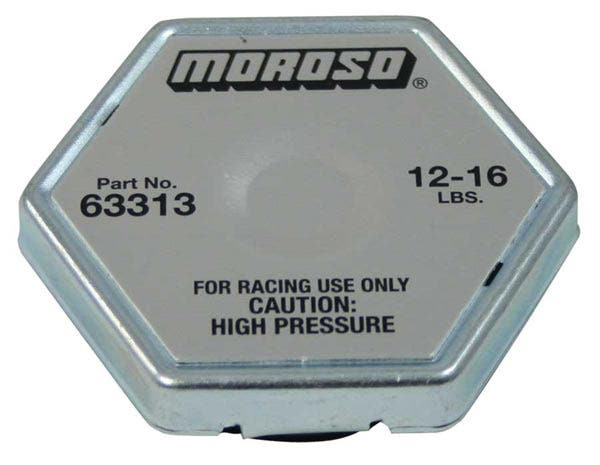 MOROSO®
Part No.
63313
12-16
LBS.
FOR RACING USE ONLY
CAUTION:
HIGH PRESSURE